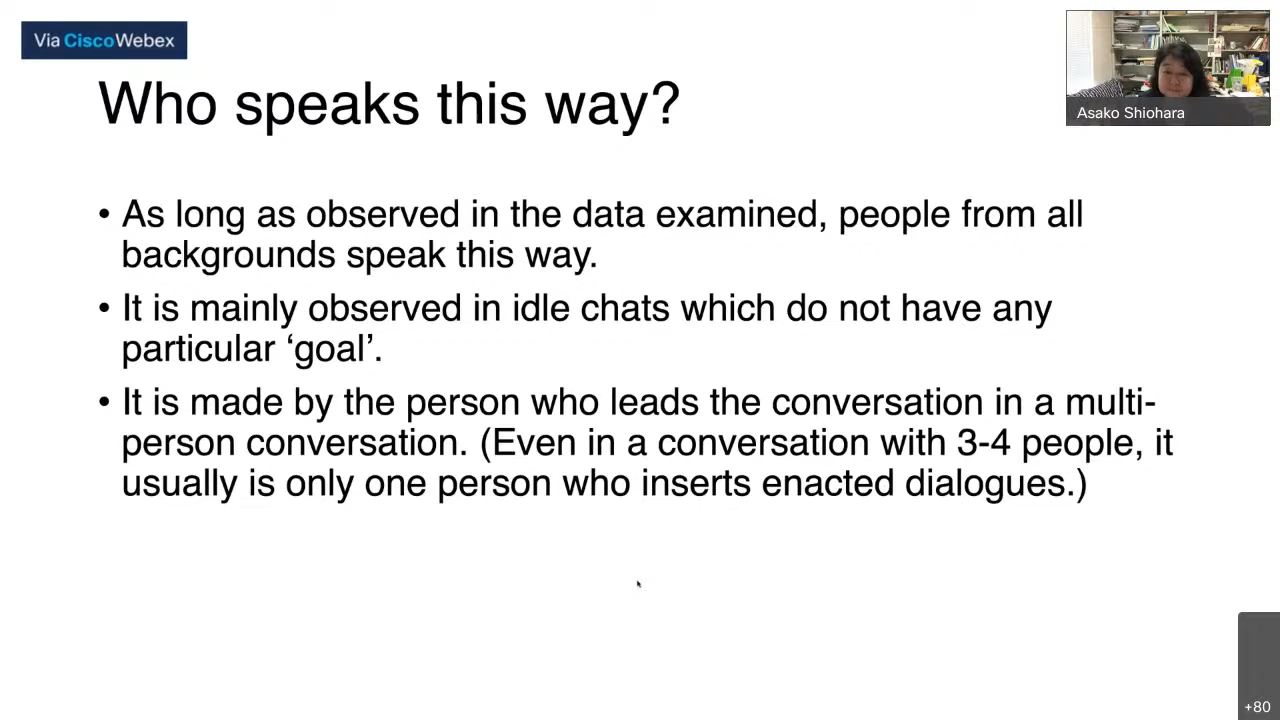 Via CiscoWebex
Asako Shiohara
Who speaks this way?
• As long as observed in the data examined, people from all
backgrounds speak this way.
• It is mainly observed in idle chats which do not have any
particular ‘goal’.
• It is made by the person who leads the conversation in a multi-
person conversation. (Even in a conversation with 3-4 people, it
usually is only one person who inserts enacted dialogues.)
+80